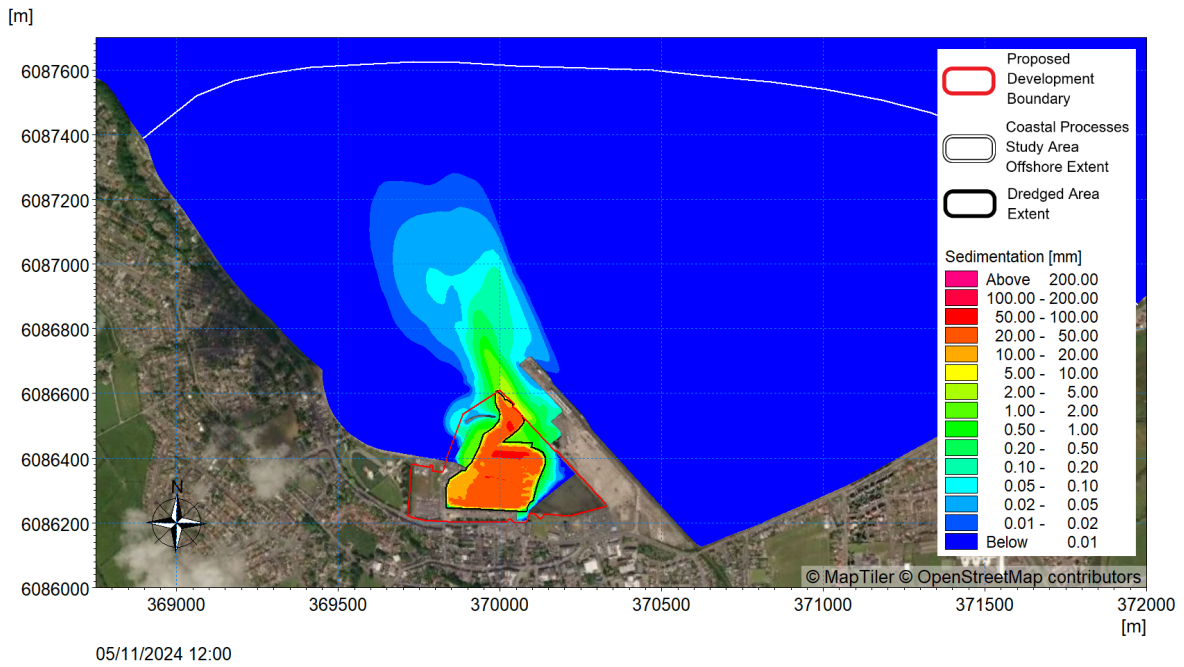 [m]
6087600
6087400
6087200
6087000
6086800
6086600
6086400
6086200
6086000
369000
369500
370000
370500
371000
371500
372000
[m]
N
Proposed
Development
Boundary
Coastal Processes
Study Area
Offshore Extent
Dredged Area
Extent
Sedimentation [mm]
Above 200.00
100.00 - 200.00
50.00 - 100.00
20.00 - 50.00
10.00 - 20.00
5.00 - 10.00
2.00 - 5.00
1.00 - 2.00
0.50 - 1.00
0.20 - 0.50
0.10 - 0.20
0.05 - 0.10
0.02 - 0.05
0.01 - 0.02
Below 0.01
© MapTiler © OpenStreetMap contributors
05/11/2024 12:00